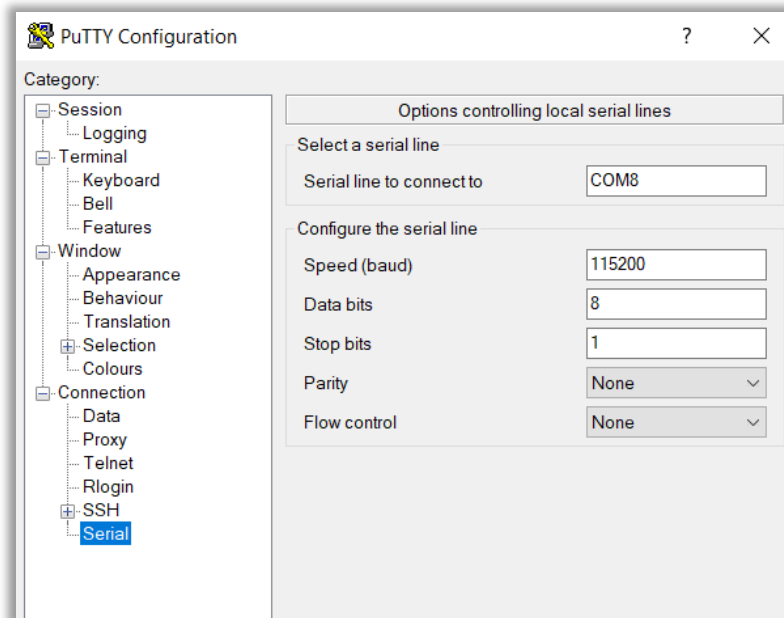 PuTTY Configuration
?
Category:
Session
Logging
Terminal
Keyboard
Bell
Features
Window
Appearance
Behaviour
Translation
Selection
Colours
Connection
Data
Proxy
Telnet
Rlogin
SSH
Serial
Options controlling local serial lines
Select a serial line
Serial line to connect to COM8
Configure the serial line
Speed (baud) 115200
Data bits 8
Stop bits 1
Parity None
Flow control None